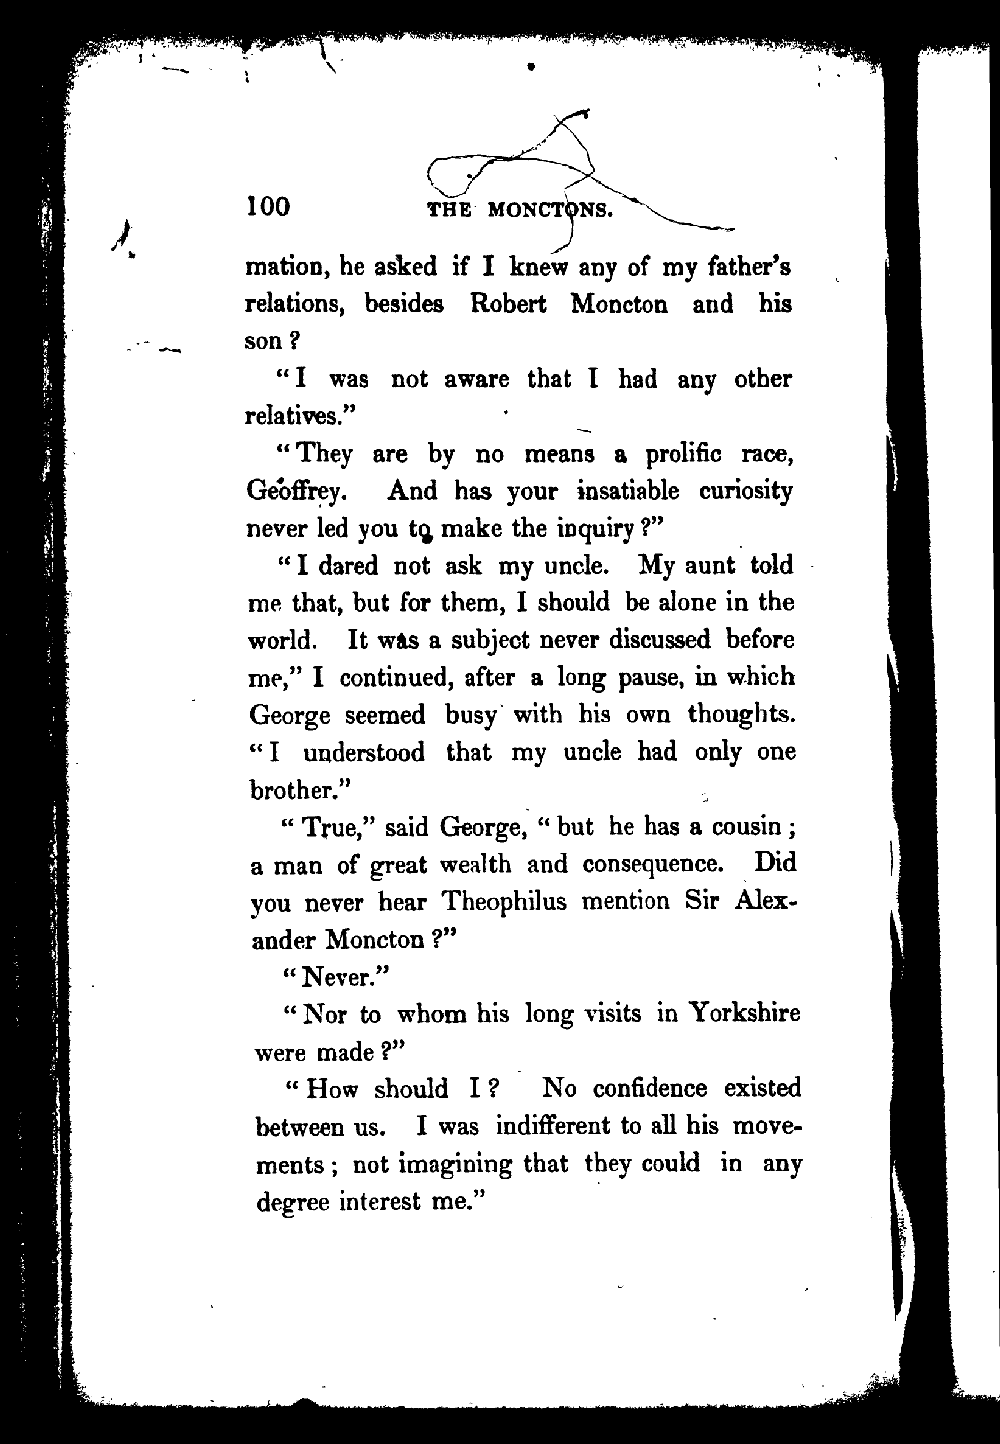 100 THE MONCTONS.
mation, he asked if I knew any of my father's
relations, besides Robert Moncton and his
son ?
“I was not aware that I had any other
relatives.”
“They are by no means a prolific race,
Geoffrey. And has your insatiable curiosity
never led you to make the inquiry ?”
“I dared not ask my uncle. My aunt told
me that, but for them, I should be alone in the
world. It was a subject never discussed before
me,” I continued, after a long pause, in which
George seemed busy with his own thoughts.
“I understood that my uncle had only one
brother.”
“True,” said George, “but he has a cousin ;
a man of great wealth and consequence. Did
you never hear Theophilus mention Sir Alex-
ander Moncton ?”
“Never.”
“Nor to whom his long visits in Yorkshire
were made ?”
“How should I ? No confidence existed
between us. I was indifferent to all his move-
ments ; not imagining that they could in any
degree interest me.”